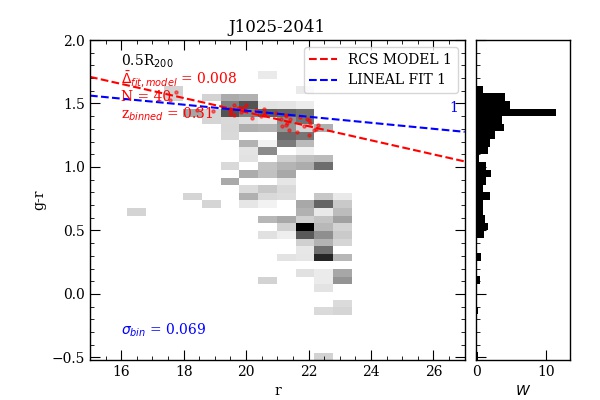 J1025-2041
0.5R200
RCS MODEL 1
LINEAL FIT 1
Δ̄fit,model = 0.008
N = 40
zbinned = 0.31
1
σbin = 0.069
2.0
1.5
1.0
0.5
0.0
−0.5
g-r
16
18
20
22
24
26
r
0
10
W